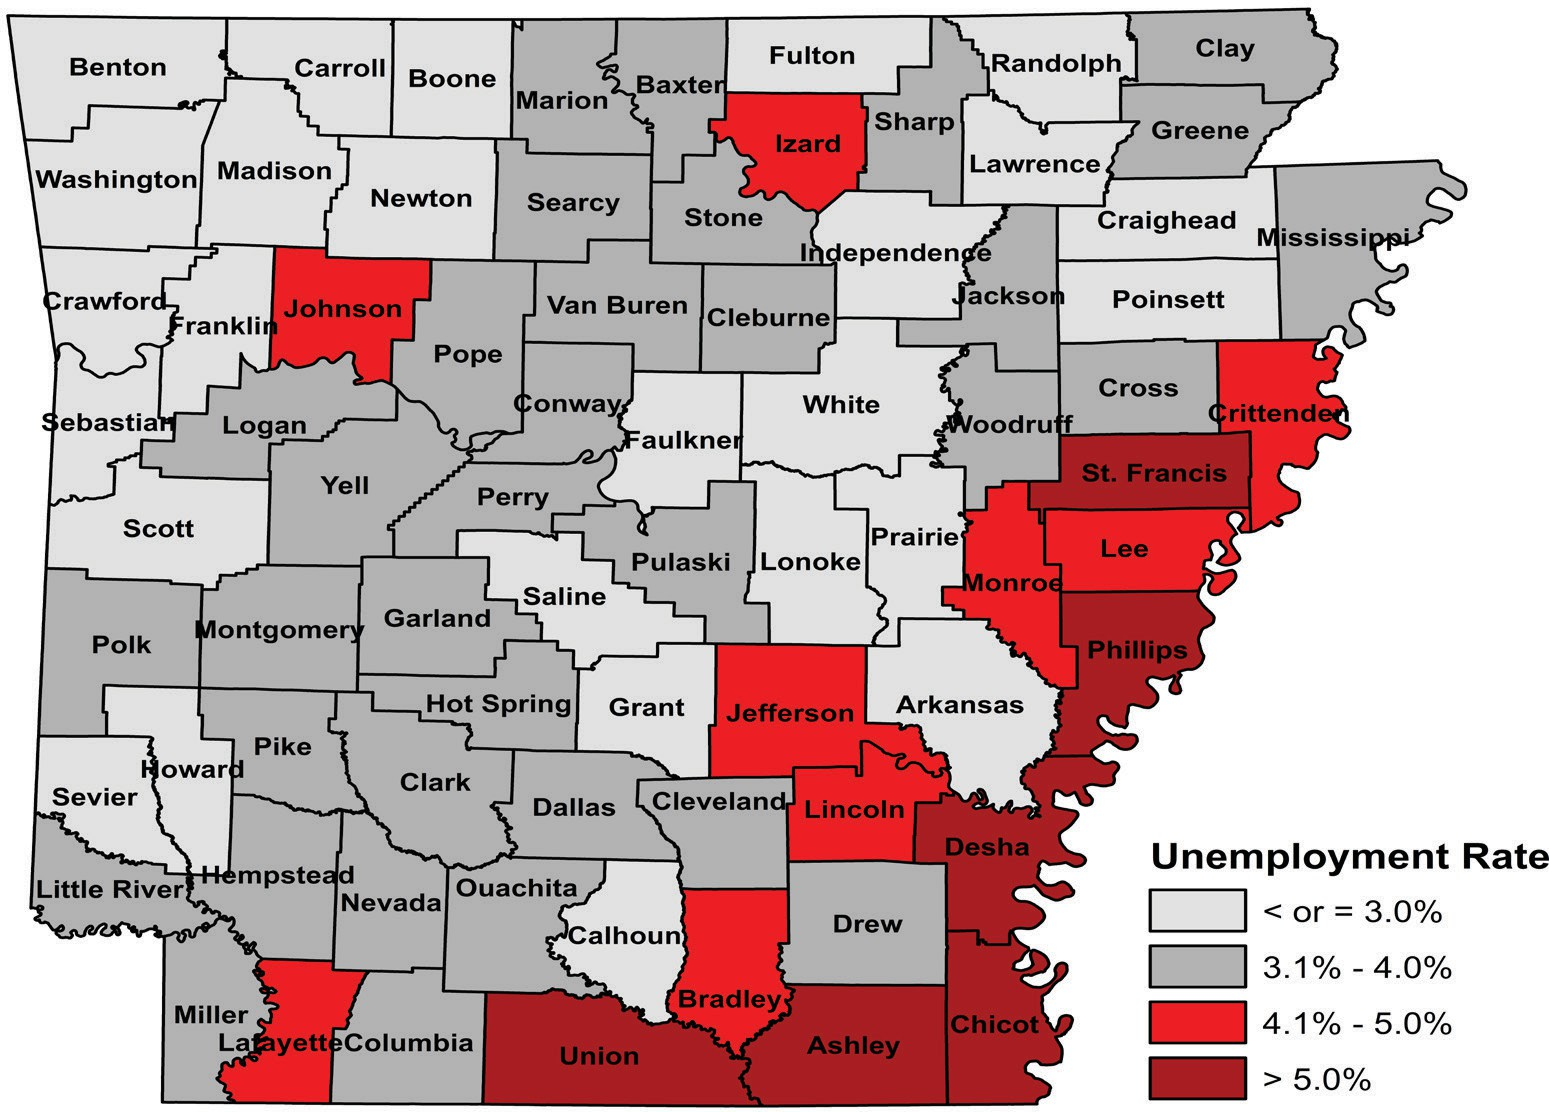 Benton
Carroll
Boone
Marion
Baxter
Fulton
Randolph
Clay
Washington
Madison
Newton
Searcy
Stone
Izard
Sharp
Lawrence
Greene
Craighead
Mississippi
Crawford
Franklin
Johnson
Pope
Van Buren
Cleburne
Independence
Jackson
Poinsett
Sebastian
Logan
Conway
Faulkner
White
Woodruff
Cross
Crittenden
Scott
Yell
Perry
Pulaski
Lonoke
Prairie
Monroe
St. Francis
Lee
Polk
Montgomery
Garland
Saline
Phillips
Hot Spring
Grant
Jefferson
Arkansas
Sevier
Howard
Pike
Clark
Dallas
Cleveland
Lincoln
Desha
Little River
Hempstead
Nevada
Ouachita
Calhoun
Bradley
Drew
Miller
Lafayette
Columbia
Union
Ashley
Chicot
Unemployment Rate
< or = 3.0%
3.1% - 4.0%
4.1% - 5.0%
> 5.0%